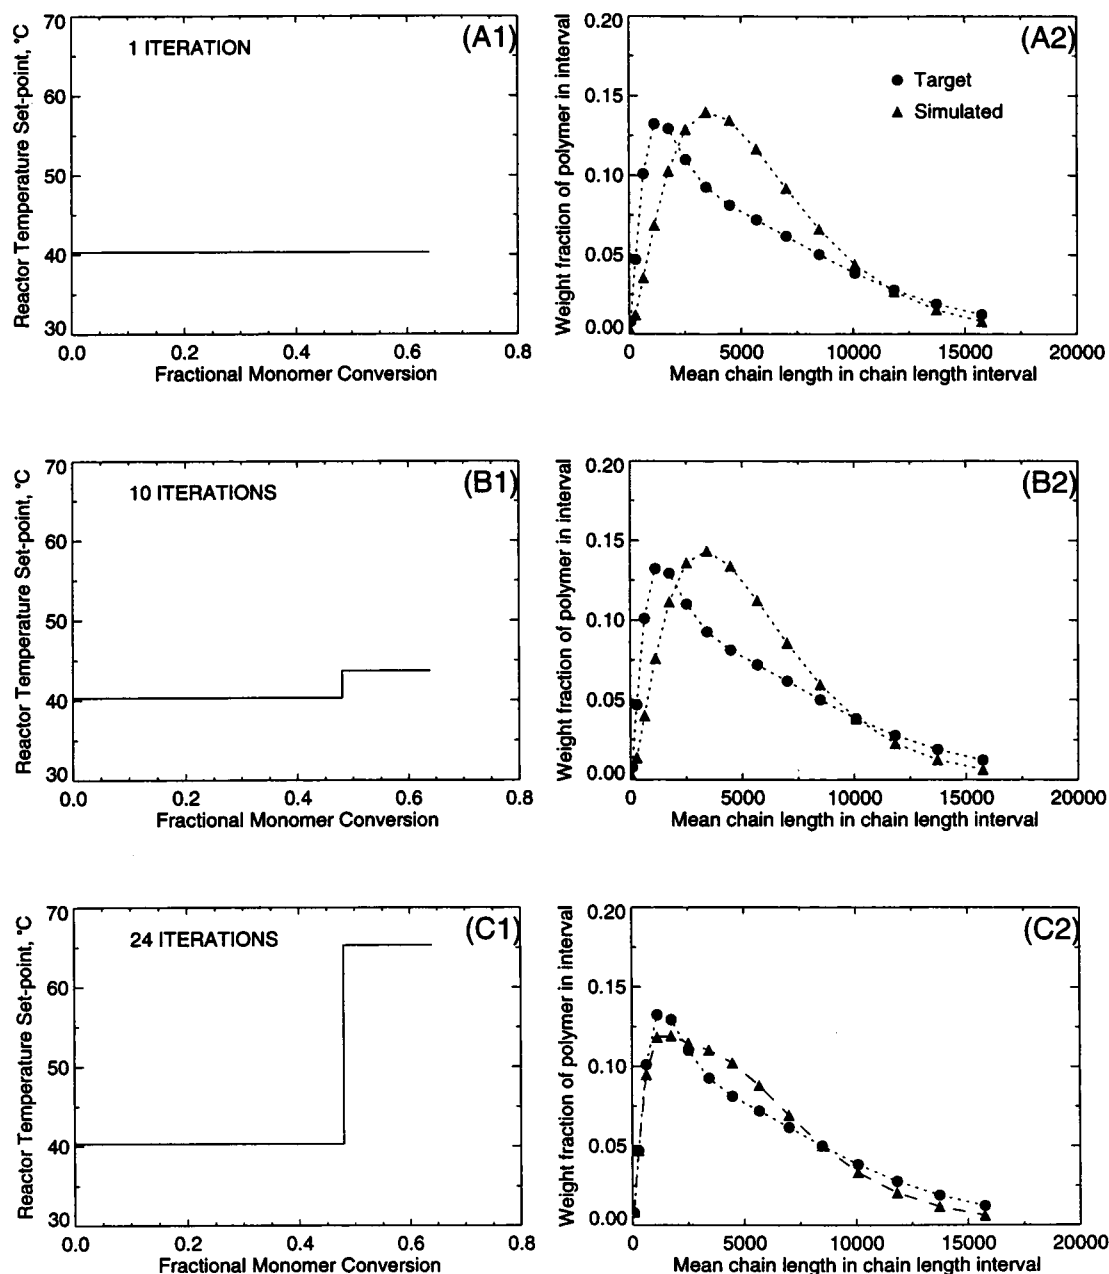 Reactor Temperature Set-point, °C
70
60
50
40
30
1 ITERATION
(A1)
0.0 0.2 0.4 0.6 0.8
Fractional Monomer Conversion
Weight fraction of polymer in interval
0.20
0.15
0.10
0.05
0.00
(A2)
Target
Simulated
0 5000 10000 15000 20000
Mean chain length in chain length interval
Reactor Temperature Set-point, °C
70
60
50
40
30
10 ITERATIONS
(B1)
0.0 0.2 0.4 0.6 0.8
Fractional Monomer Conversion
Weight fraction of polymer in interval
0.20
0.15
0.10
0.05
0.00
(B2)
0 5000 10000 15000 20000
Mean chain length in chain length interval
Reactor Temperature Set-point, °C
70
60
50
40
30
24 ITERATIONS
(C1)
0.0 0.2 0.4 0.6 0.8
Fractional Monomer Conversion
Weight fraction of polymer in interval
0.20
0.15
0.10
0.05
0.00
(C2)
0 5000 10000 15000 20000
Mean chain length in chain length interval